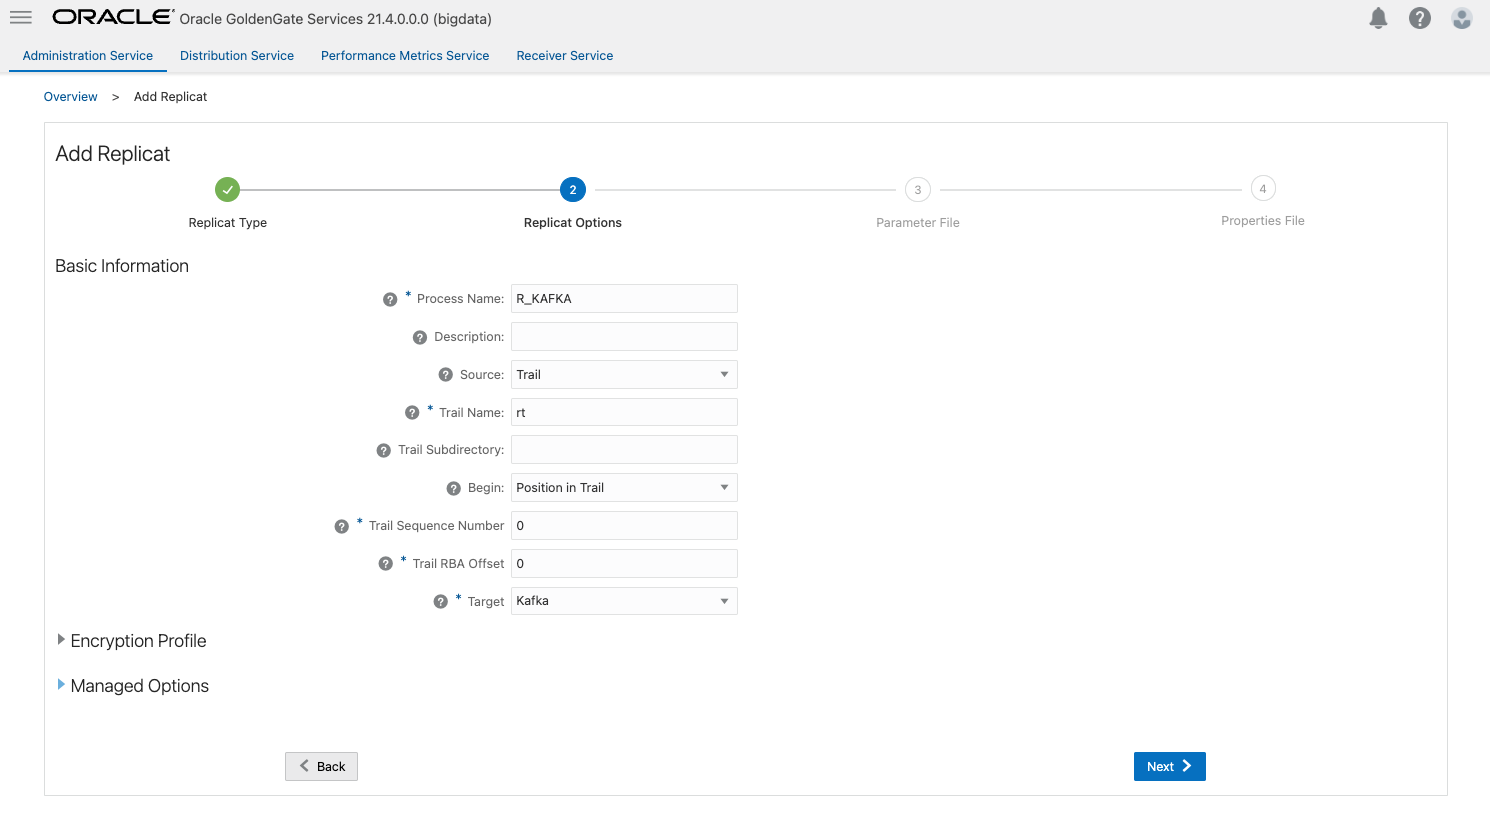 ORACLE Oracle GoldenGate Services 21.4.0.0.0 (bigdata)
Administration Service Distribution Service Performance Metrics Service Receiver Service
Overview > Add Replicat
Add Replicat
2 3 4
Replicat Type Replicat Options Parameter File Properties File
Basic Information
? * Process Name: R_KAFKA
? Description:
? Source: Trail
? * Trail Name: rt
? Trail Subdirectory:
? Begin: Position in Trail
? * Trail Sequence Number 0
? * Trail RBA Offset 0
? * Target Kafka
Encryption Profile
Managed Options
Back Next